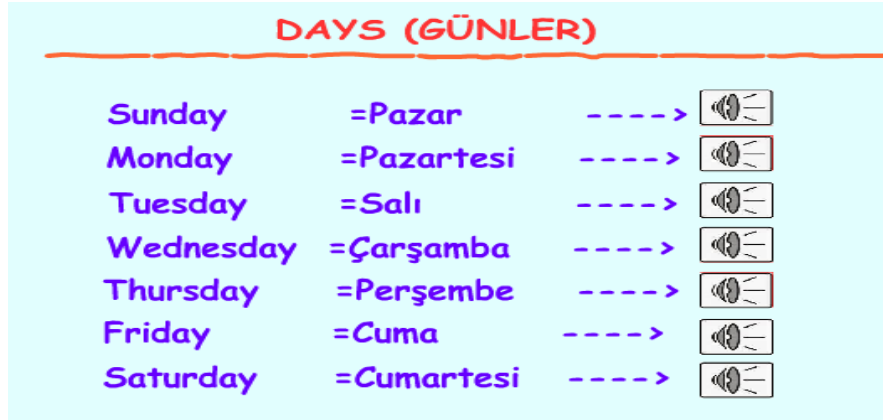 DAYS (GÜNLER)
Sunday =Pazar ---->
Monday =Pazartesi ---->
Tuesday =Salı ---->
Wednesday =Çarşamba ---->
Thursday =Perşembe ---->
Friday =Cuma ---->
Saturday =Cumartesi ---->